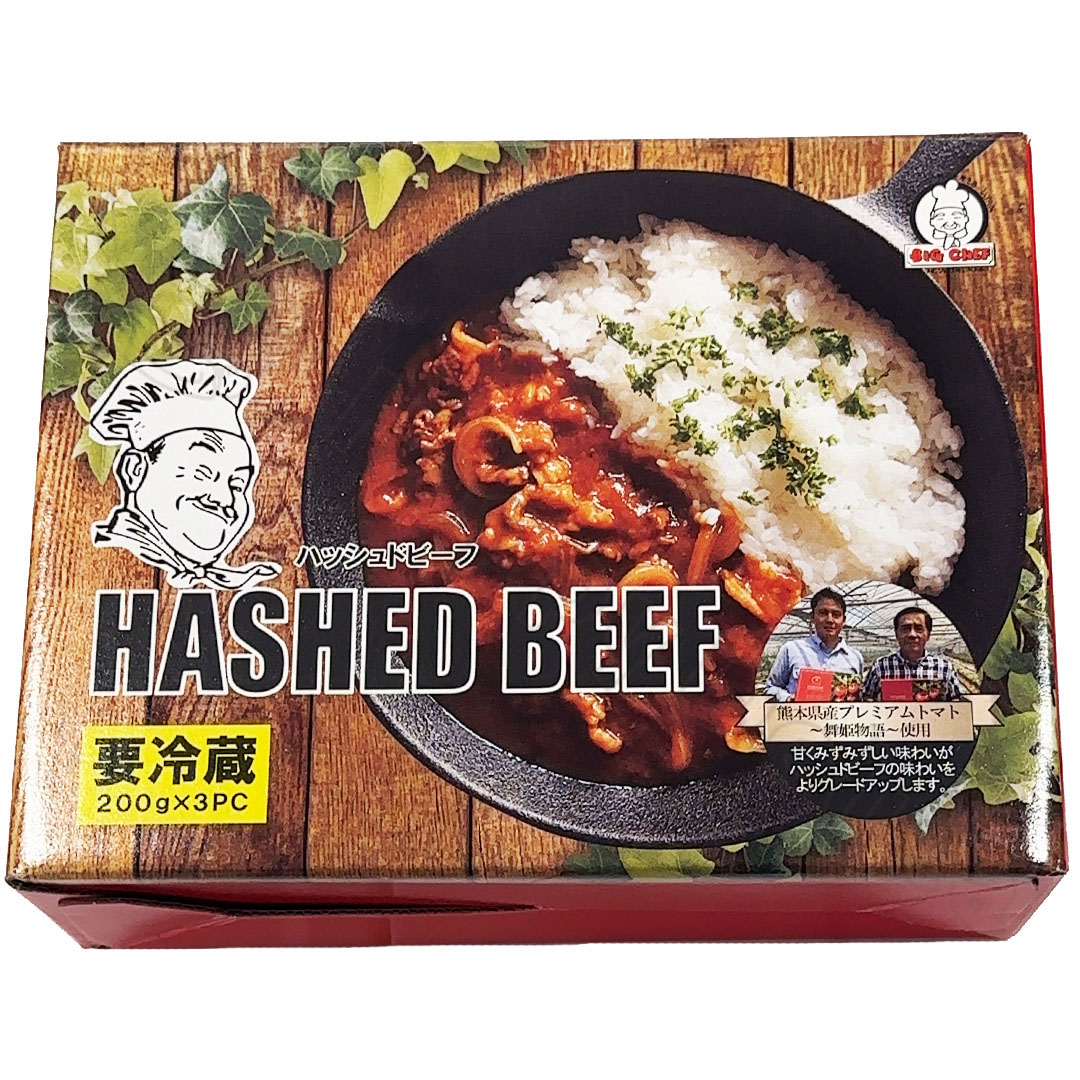 BIG CHEF
ハッシュドビーフ
HASHED BEEF
要冷蔵
200g×3PC
熊本県産プレミアムトマト
～舞姫物語～使用
甘くみずみずしい味わいが
ハッシュドビーフの味わいを
よりグレードアップします。